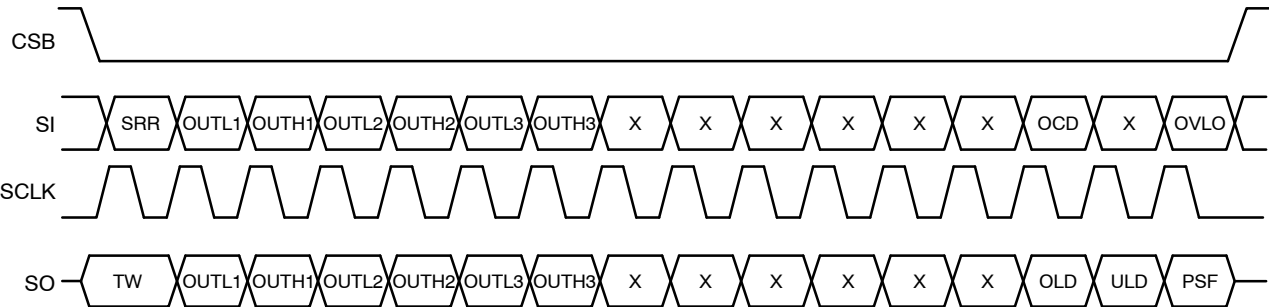 CSB
SI SRR OUTL1 OUTH1 OUTL2 OUTH2 OUTL3 OUTH3 X X X X X X OCD X OVLO
SCLK
SO TW OUTL1 OUTH1 OUTL2 OUTH2 OUTL3 OUTH3 X X X X X X OLD ULD PSF